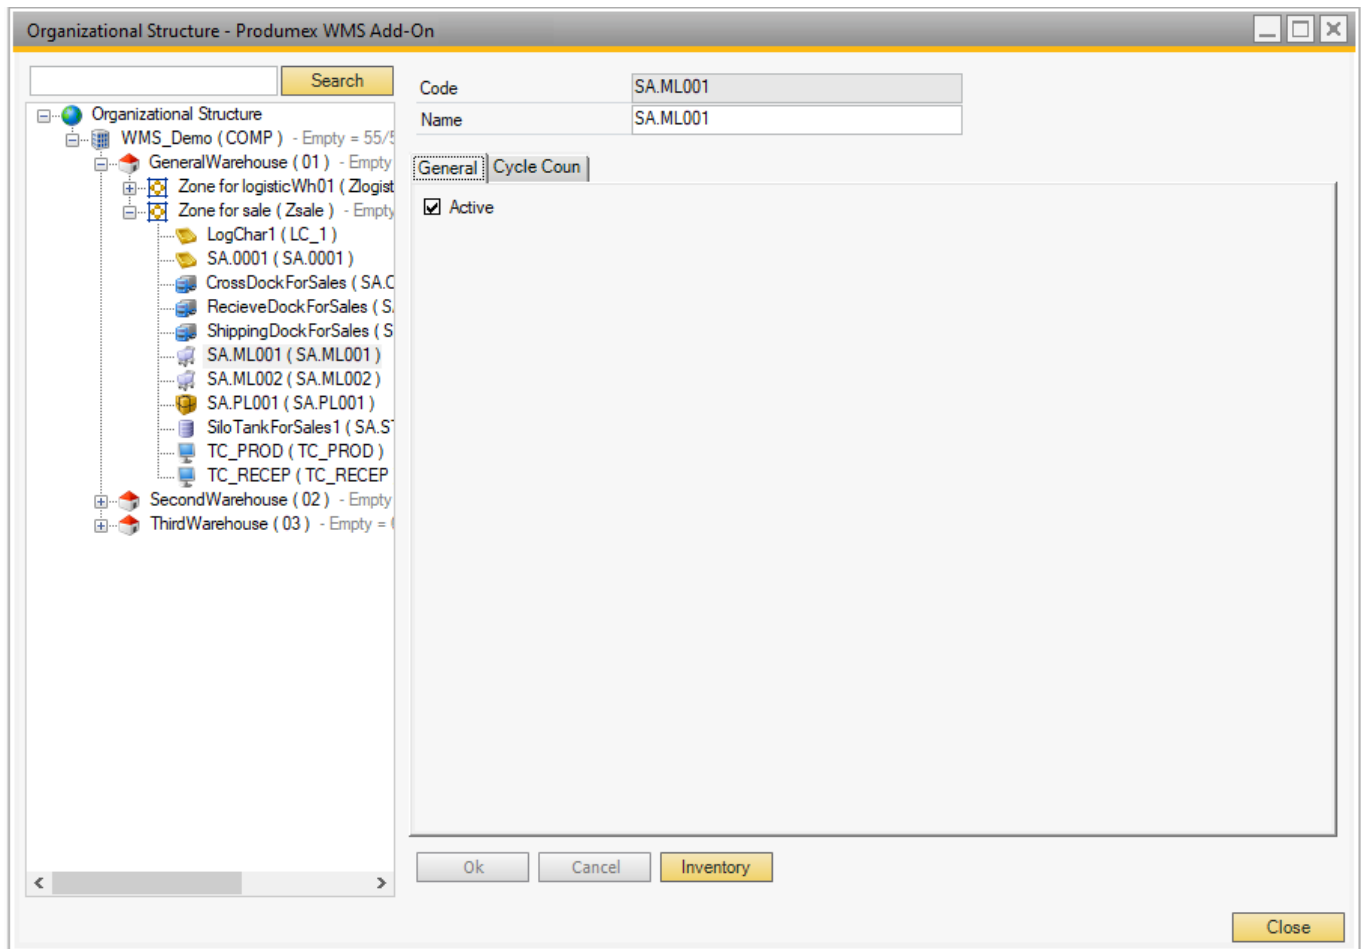 Organizational Structure - Produmex WMS Add-On
Search
Code SA.ML001
Name SA.ML001
General Cycle Coun
Active
Organizational Structure
WMS_Demo ( COMP ) - Empty = 55/5
GeneralWarehouse ( 01 ) - Empty
Zone for logisticWh01 ( Zlogist
Zone for sale ( Zsale ) - Empty
LogChar1 ( LC_1 )
SA.0001 ( SA.0001 )
CrossDockForSales ( SA.C
RecieveDockForSales ( S
ShippingDockForSales ( S
SA.ML001 ( SA.ML001 )
SA.ML002 ( SA.ML002 )
SA.PL001 ( SA.PL001 )
SiloTankForSales1 ( SA.S
TC_PROD ( TC_PROD )
TC_RECEP ( TC_RECEP
SecondWarehouse ( 02 ) - Empty
ThirdWarehouse ( 03 ) - Empty =
Ok Cancel Inventory
Close